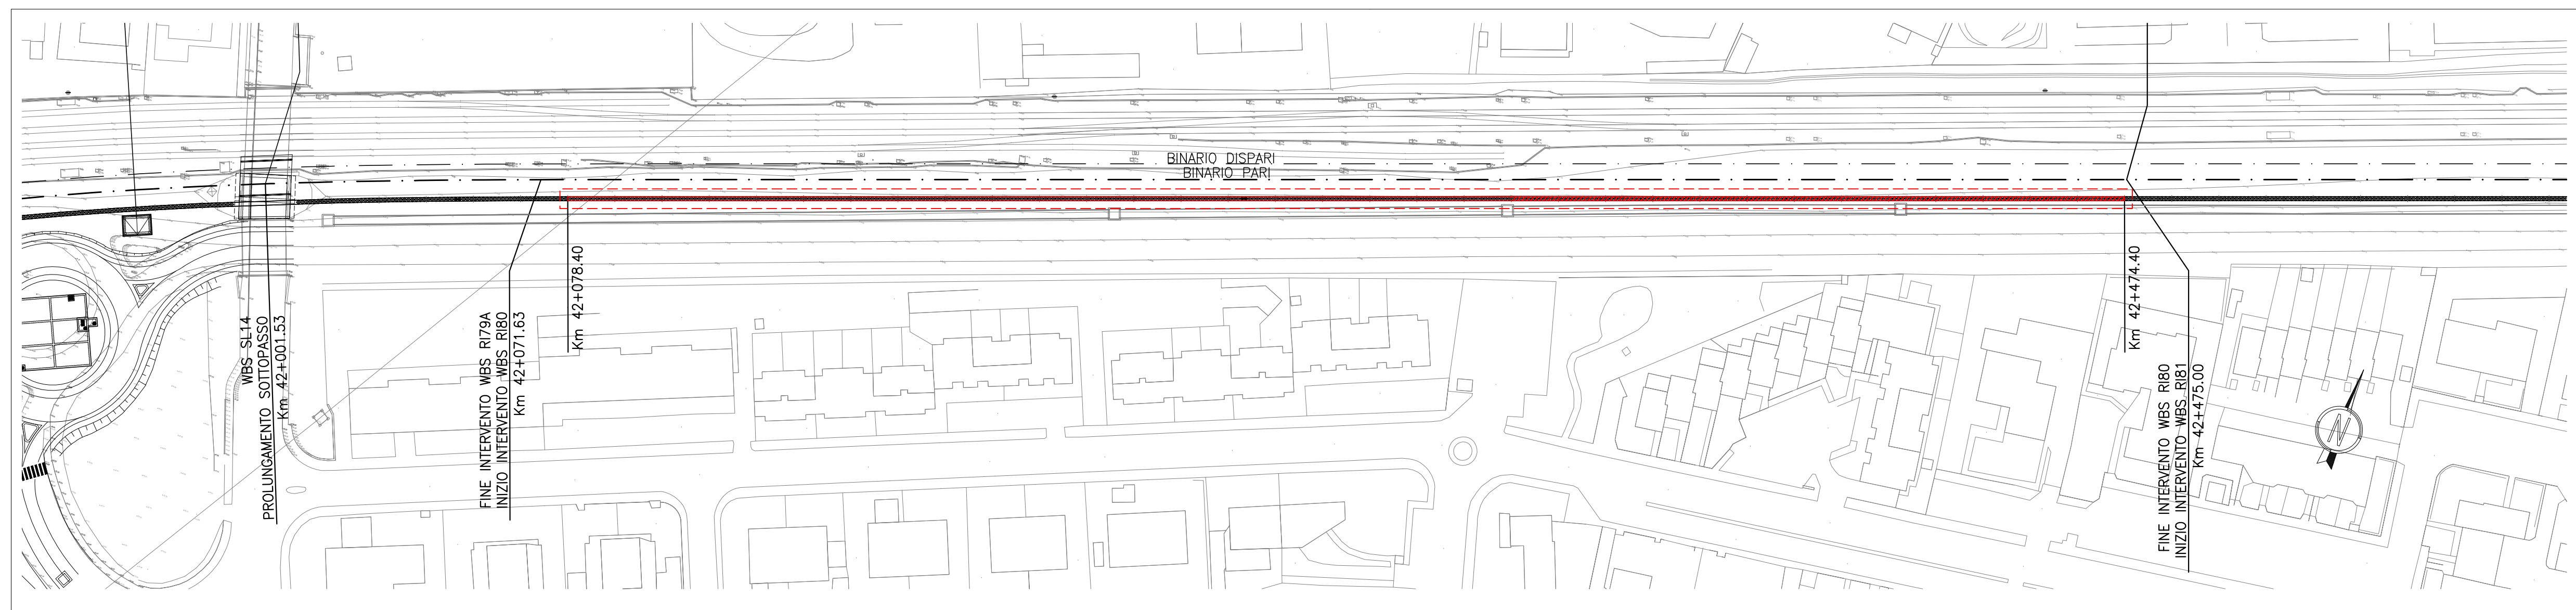 BINARIO DISPARI
BINARIO PARI
WBS SL14
PROLUNGAMENTO SOTTOPASSO
Km 42+001.53
FINE INTERVENTO WBS RI79A
INIZIO INTERVENTO WBS RI80
Km 42+071.63
Km 42+078.40
Km 42+474.40
FINE INTERVENTO WBS RI80
INIZIO INTERVENTO WBS RI81
Km 42+475.00
N